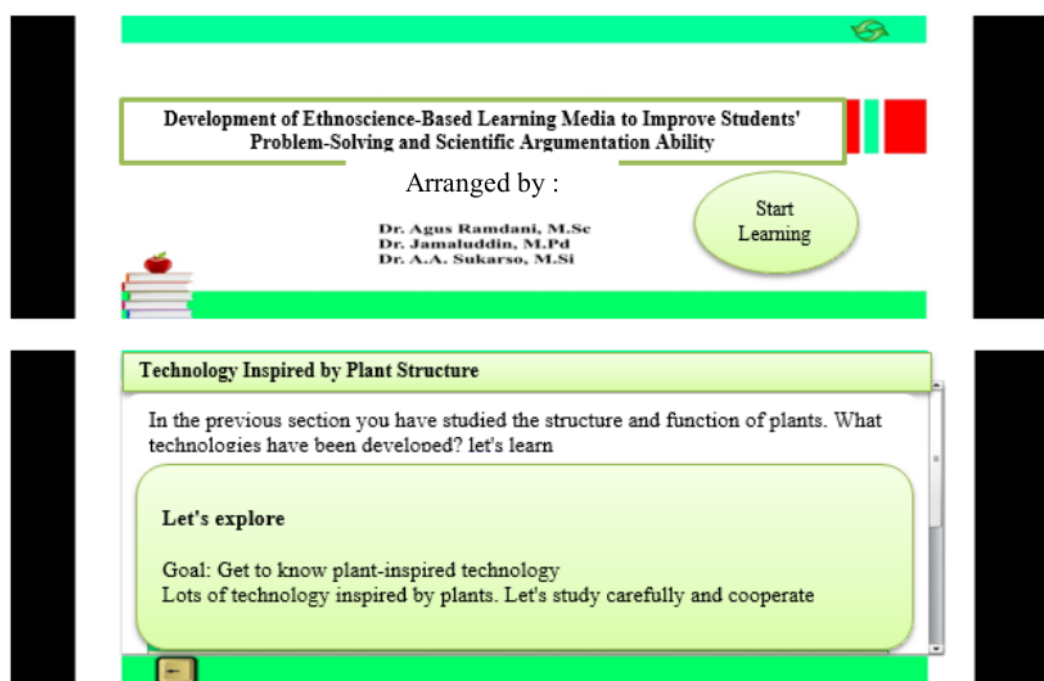 Development of Ethnoscience-Based Learning Media to Improve Students'
Problem-Solving and Scientific Argumentation Ability
Arranged by :
Dr. Agus Ramdani, M.Sc
Dr. Jamaluddin, M.Pd
Dr. A.A. Sukarso, M.Si
Start
Learning
Technology Inspired by Plant Structure
In the previous section you have studied the structure and function of plants. What
technologies have been developed? let's learn
Let's explore
Goal: Get to know plant-inspired technology
Lots of technology inspired by plants. Let's study carefully and cooperate